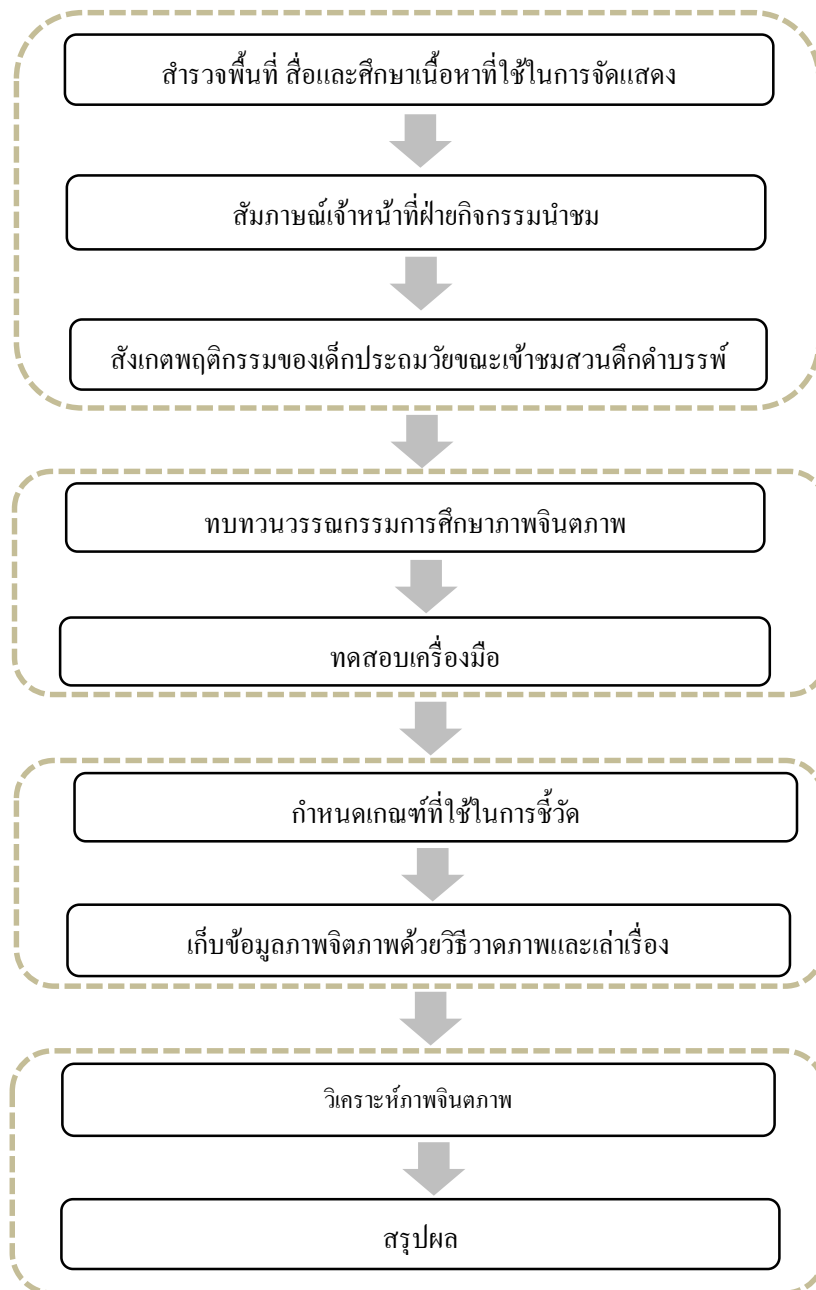 สำรวจพื้นที่ สื่อและศึกษาเนื้อหาที่ใช้ในการจัดแสดง
สัมภาษณ์เจ้าหน้าที่ฝ่ายกิจกรรมนำชม
สังเกตพฤติกรรมของเด็กประถมวัยขณะเข้าชมสวนดึกดำบรรพ์
ทบทวนวรรณกรรมการศึกษาภาพจินตภาพ
ทดสอบเครื่องมือ
กำหนดเกณฑ์ที่ใช้ในการชี้วัด
เก็บข้อมูลภาพจิตภาพด้วยวิธีวาดภาพและเล่าเรื่อง
วิเคราะห์ภาพจินตภาพ
สรุปผล